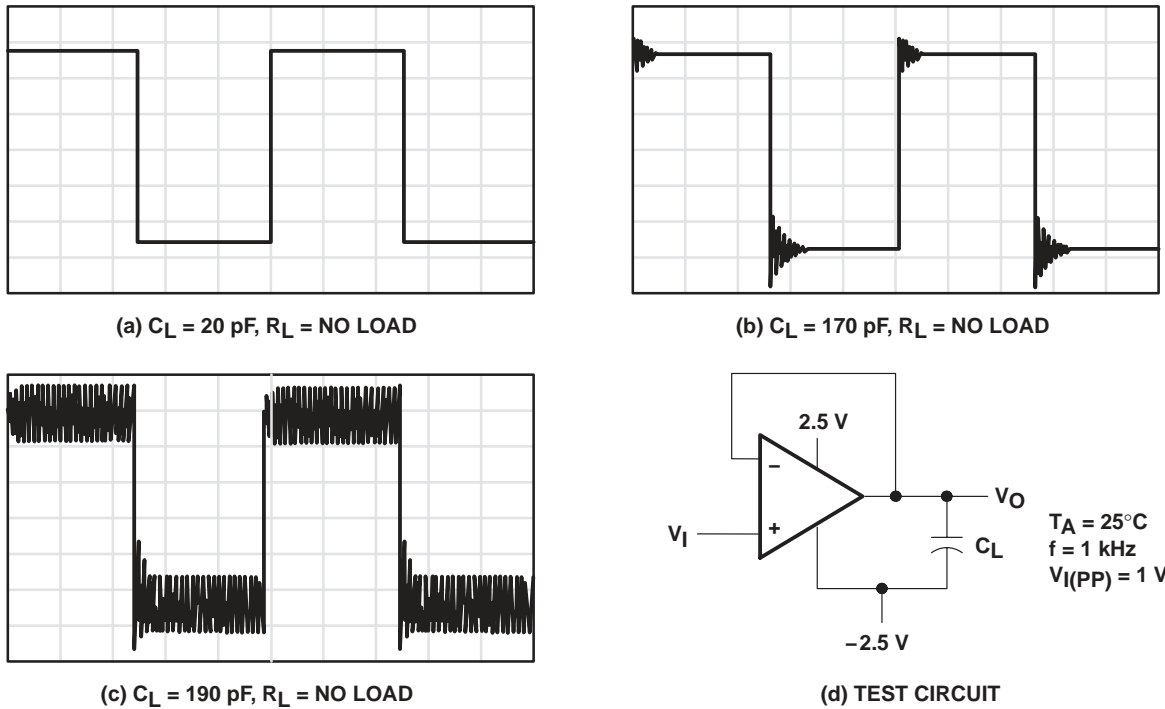 (a) CL = 20 pF, RL = NO LOAD
(b) CL = 170 pF, RL = NO LOAD
(c) CL = 190 pF, RL = NO LOAD
2.5 V
−
+
VI
VO
CL
TA = 25°C
f = 1 kHz
VI(PP) = 1 V
−2.5 V
(d) TEST CIRCUIT